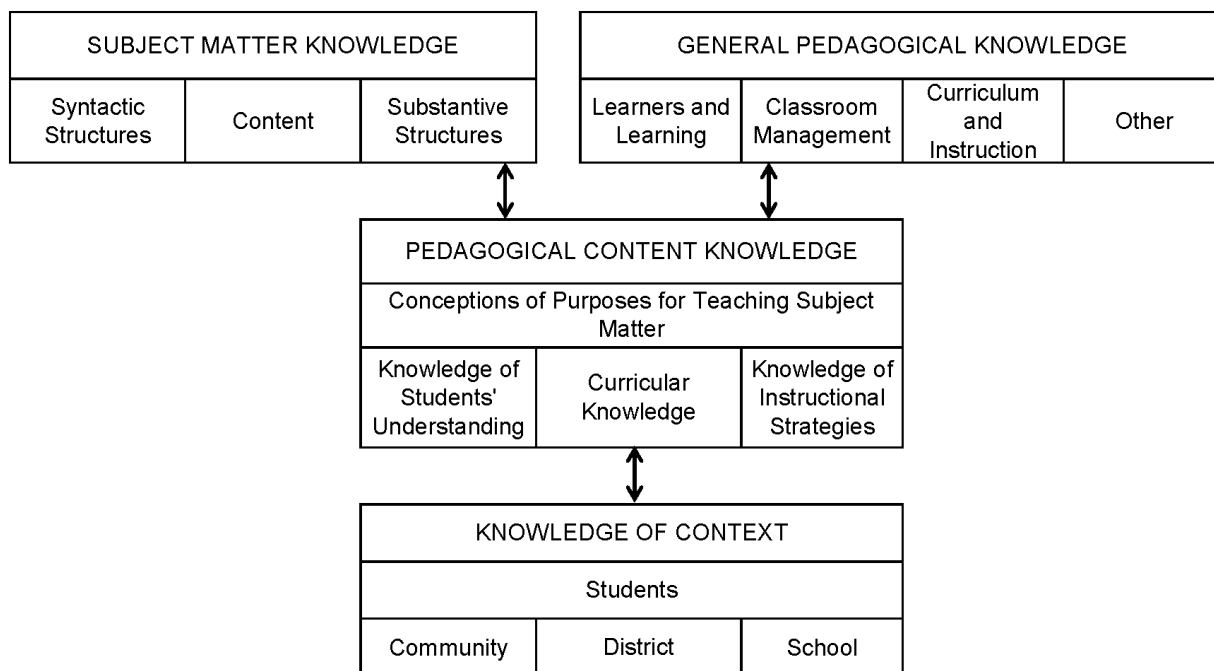 SUBJECT MATTER KNOWLEDGE
Syntactic
Structures
Content
Substantive
Structures
GENERAL PEDAGOGICAL KNOWLEDGE
Learners and
Learning
Classroom
Management
Curriculum
and
Instruction
Other
PEDAGOGICAL CONTENT KNOWLEDGE
Conceptions of Purposes for Teaching Subject
Matter
Knowledge of
Students'
Understanding
Curricular
Knowledge
Knowledge of
Instructional
Strategies
KNOWLEDGE OF CONTEXT
Students
Community
District
School